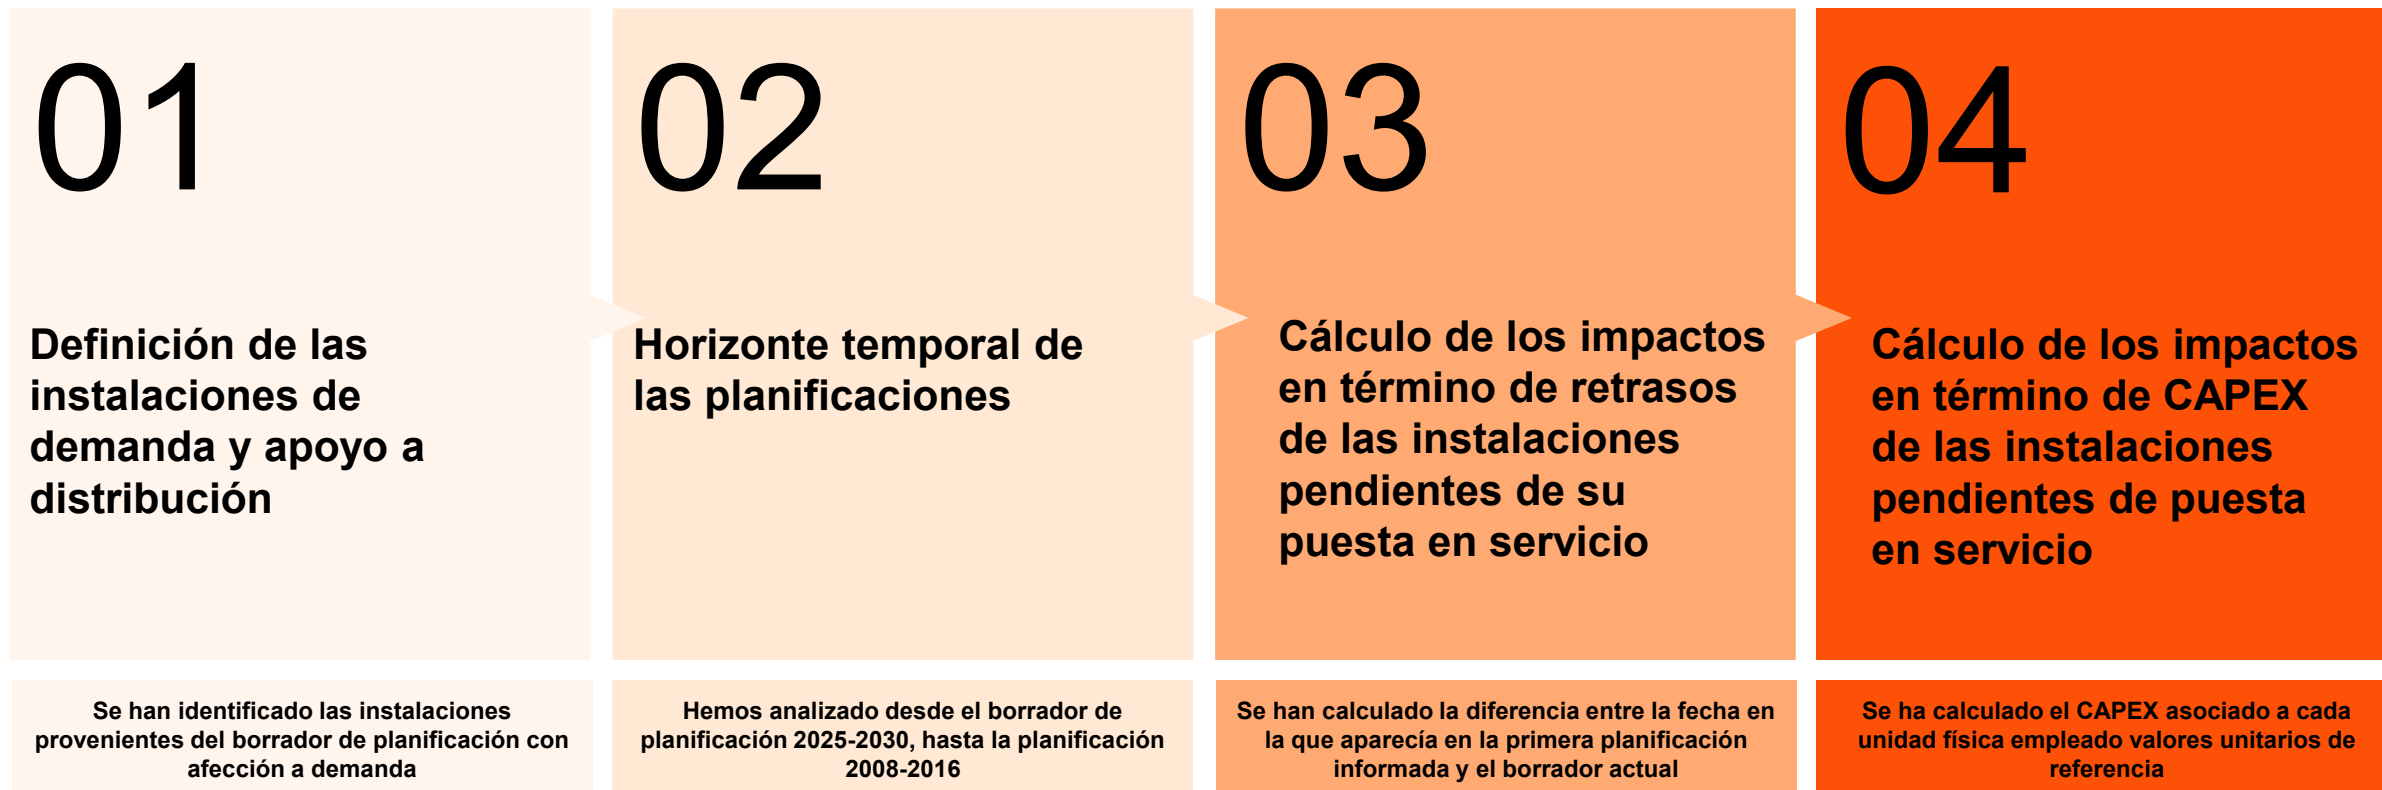 01
Definición de las
instalaciones de
demanda y apoyo a
distribución
Se han identificado las instalaciones
provenientes del borrador de planificación con
afección a demanda
02
Horizonte temporal de
las planificaciones
Hemos analizado desde el borrador de
planificación 2025-2030, hasta la planificación
2008-2016
03
Cálculo de los impactos
en término de retrasos
de las instalaciones
pendientes de su
puesta en servicio
Se han calculado la diferencia entre la fecha en
la que aparecía en la primera planificación
informada y el borrador actual
04
Cálculo de los impactos
en término de CAPEX
de las instalaciones
pendientes de puesta
en servicio
Se ha calculado el CAPEX asociado a cada
unidad física empleado valores unitarios de
referencia